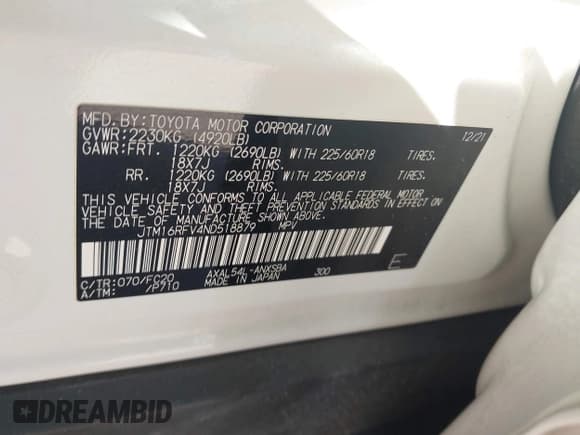 MFD.BY:TOYOTA MOTOR CORPORATION 12/21
GVWR:2230KG (4920LB)
GAWR:FRT. 1220KG (2690LB) WITH 225/60R18 TIRES.
18X7J RIMS.
RR. 1220KG (2690LB) WITH 225/60R18 TIRES.
18X7J RIMS.
THIS VEHICLE CONFORMS TO ALL APPLICABLE FEDERAL MOTOR
VEHICLE SAFETY AND THEFT PREVENTION STANDARDS IN EFFECT ON
THE DATE OF MANUFACTURE SHOWN ABOVE.
JTM16RFV4ND518879 MPV
C/TR:070/FC20 AXAL54L-ANXSBA 300 E
A/TM: /P710 MADE IN JAPAN
DREAMBID